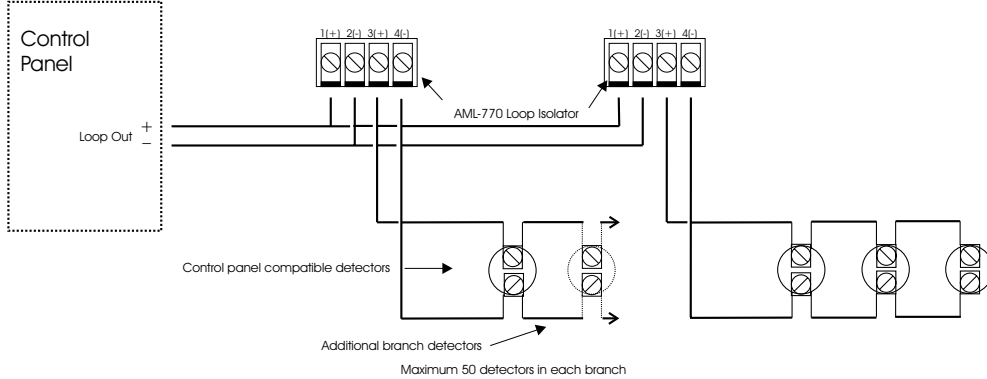 Control
Panel
1(+) 2(-) 3(+) 4(-)
1(+) 2(-) 3(+) 4(-)
AML-770 Loop Isolator
Loop Out + −
Control panel compatible detectors
Additional branch detectors
Maximum 50 detectors in each branch